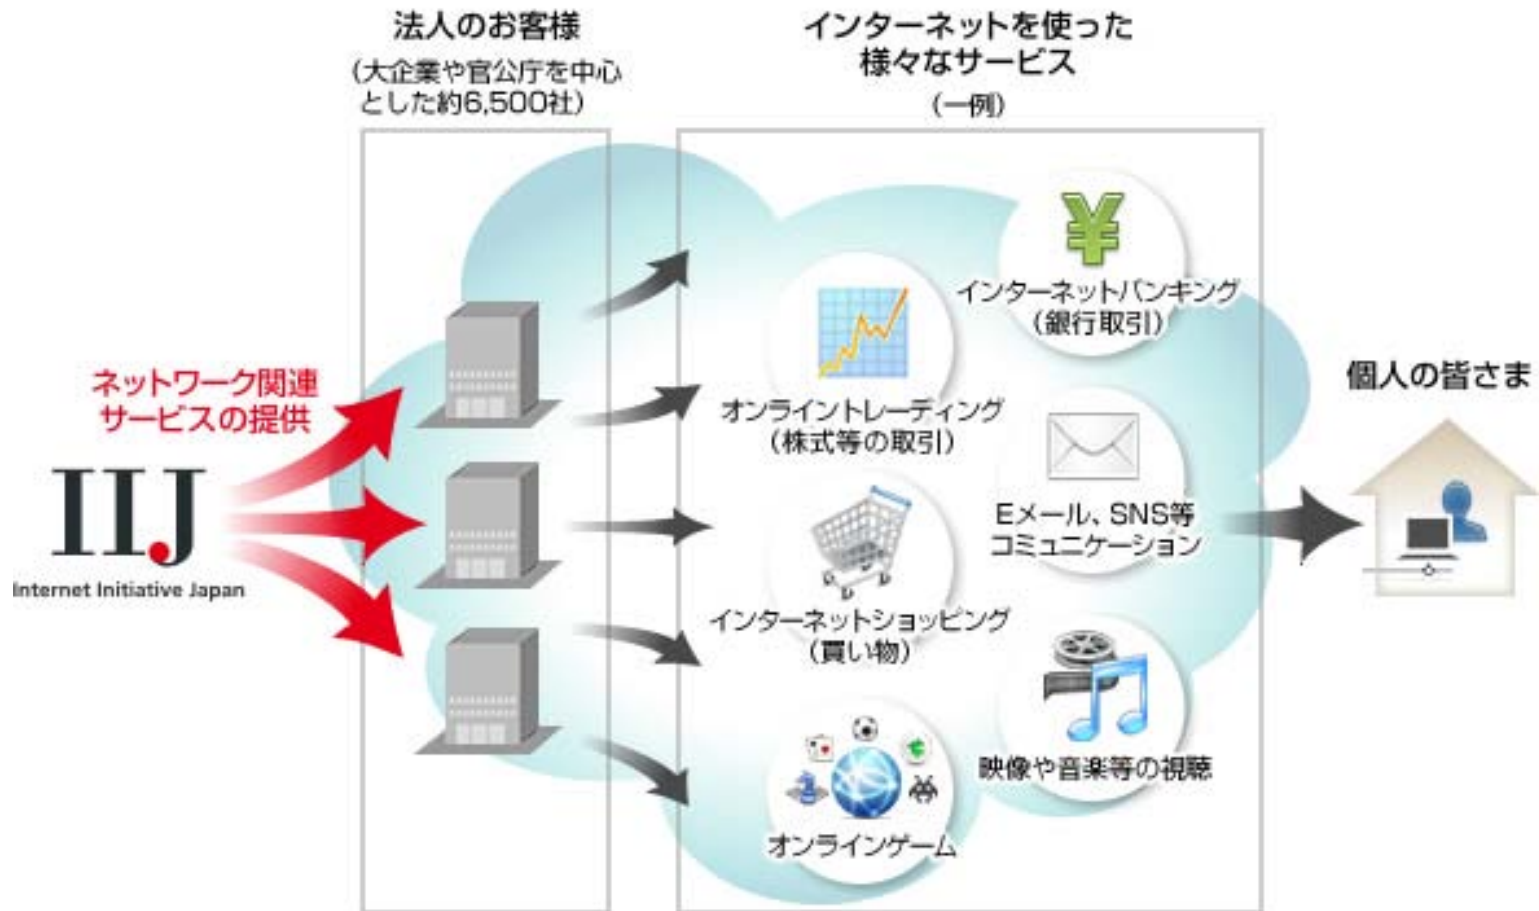 法人のお客様
(大企業や官公庁を中心
とした約6,500社)
インターネットを使った
様々なサービス
(一例)
ネットワーク関連
サービスの提供
IIJ
Internet Initiative Japan
インターネットバンキング
(銀行取引)
オンライントレーディング
(株式等の取引)
Eメール、SNS等
コミュニケーション
インターネットショッピング
(買い物)
映像や音楽等の視聴
オンラインゲーム
個人の皆さま